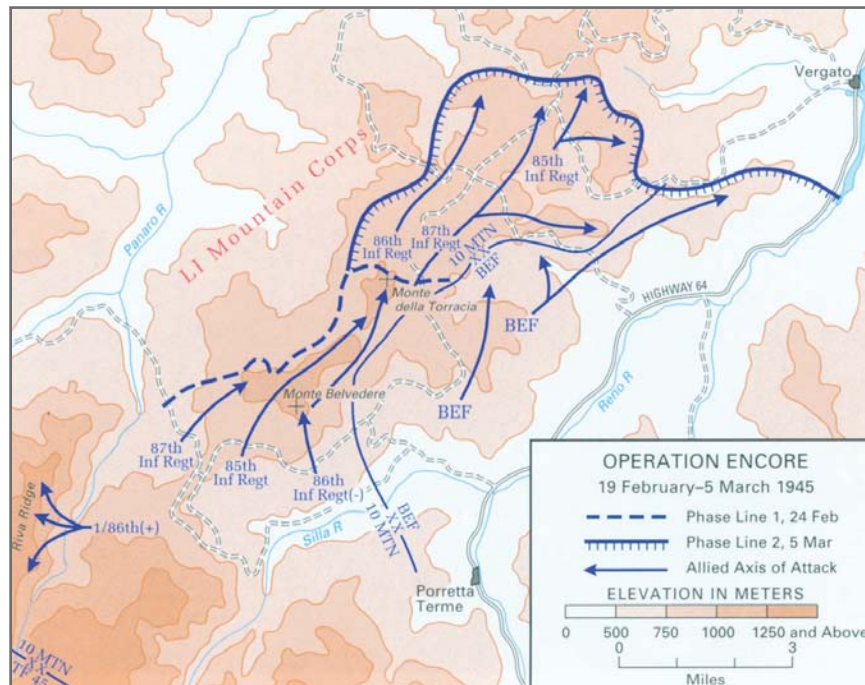 Vergato
LI Mountain Corps
Panaro R
85th
Inf Regt
86th
Inf Regt
87th
Inf Regt
10 MTN
XX
BEF
Monte
della Torracia
HIGHWAY 64
BEF
Reno R
Monte Belvedere
BEF
87th
Inf Regt
85th
Inf Regt
86th
Inf Regt(-)
Riva Ridge
1/86th(+)
Silla R
BEF
XX
10 MTN
Porretta
Terme
10 MTN
XX
TF 45
OPERATION ENCORE
19 February–5 March 1945
Phase Line 1, 24 Feb
Phase Line 2, 5 Mar
Allied Axis of Attack
ELEVATION IN METERS
0 500 750 1000 1250 and Above
0 3
Miles